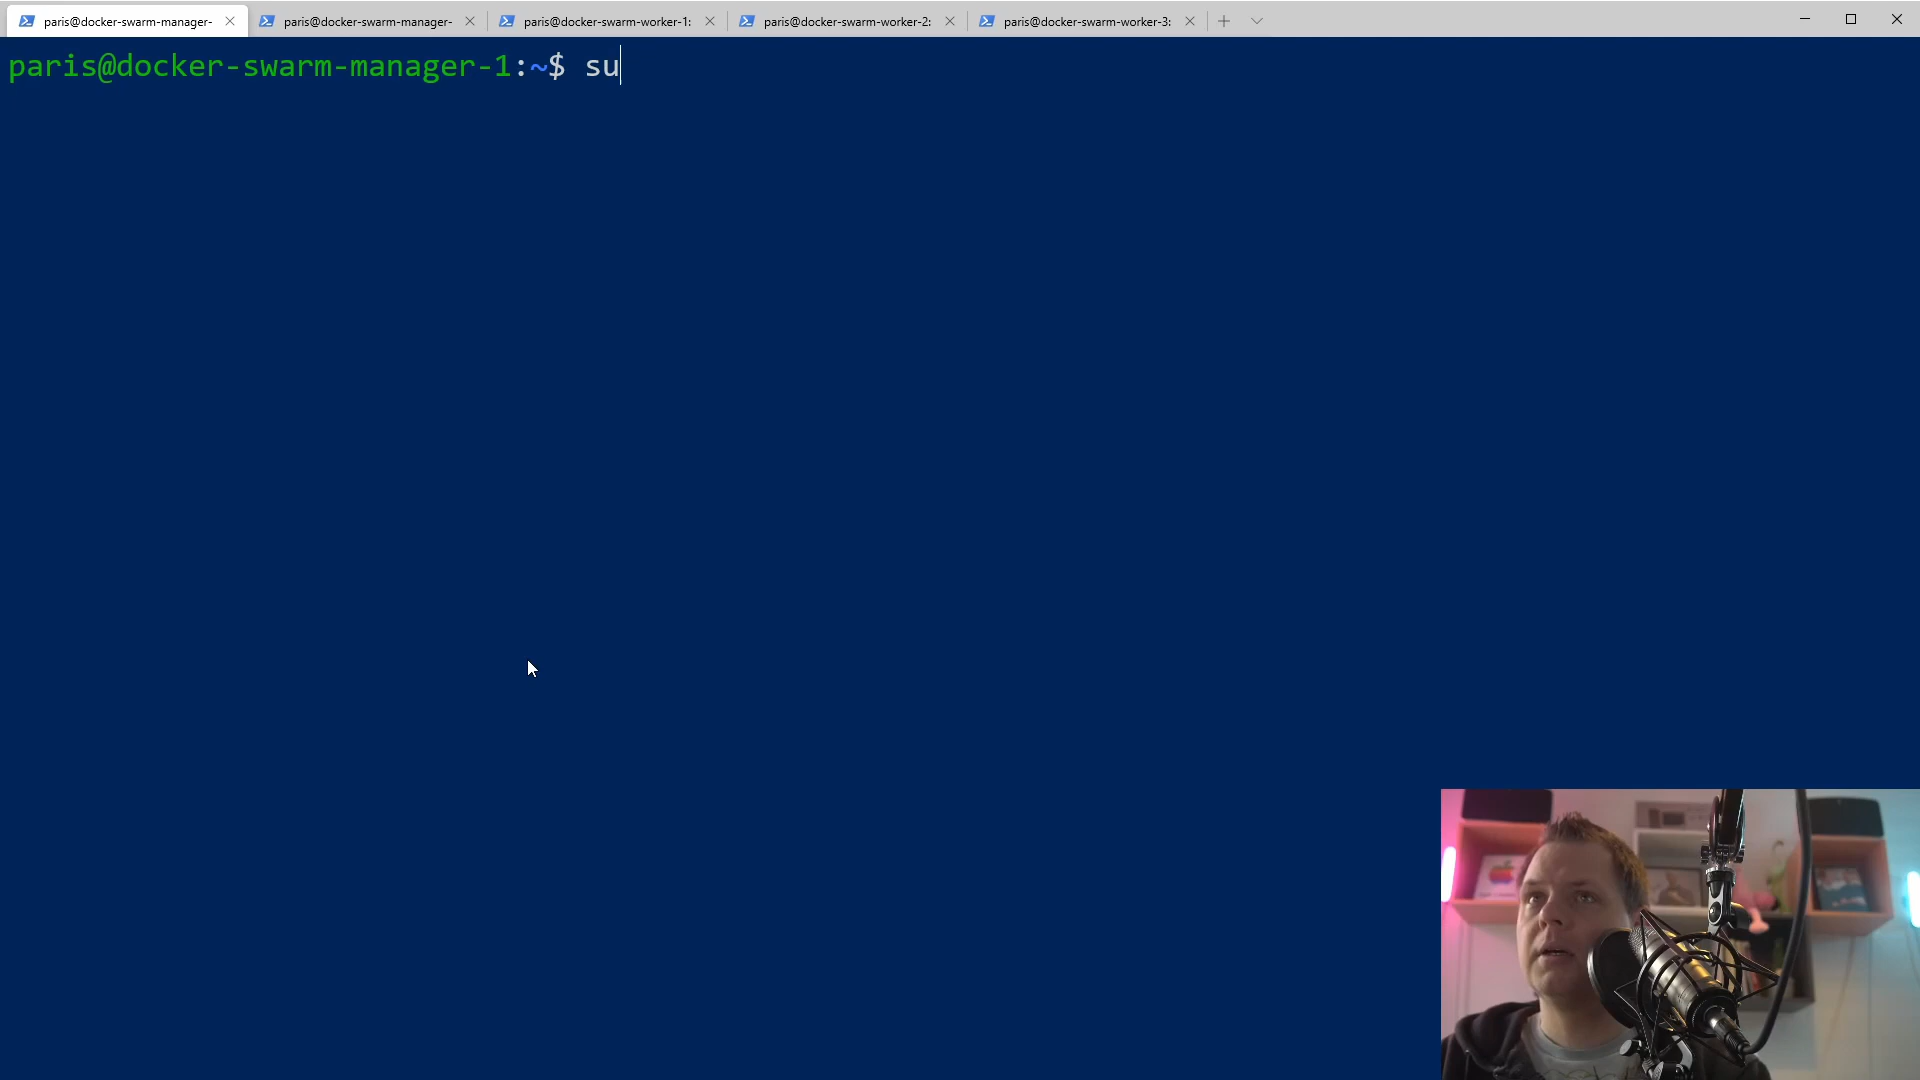 paris@docker-swarm-manager-
paris@docker-swarm-manager-
paris@docker-swarm-worker-1:
paris@docker-swarm-worker-2:
paris@docker-swarm-worker-3:
paris@docker-swarm-manager-1:~$ su